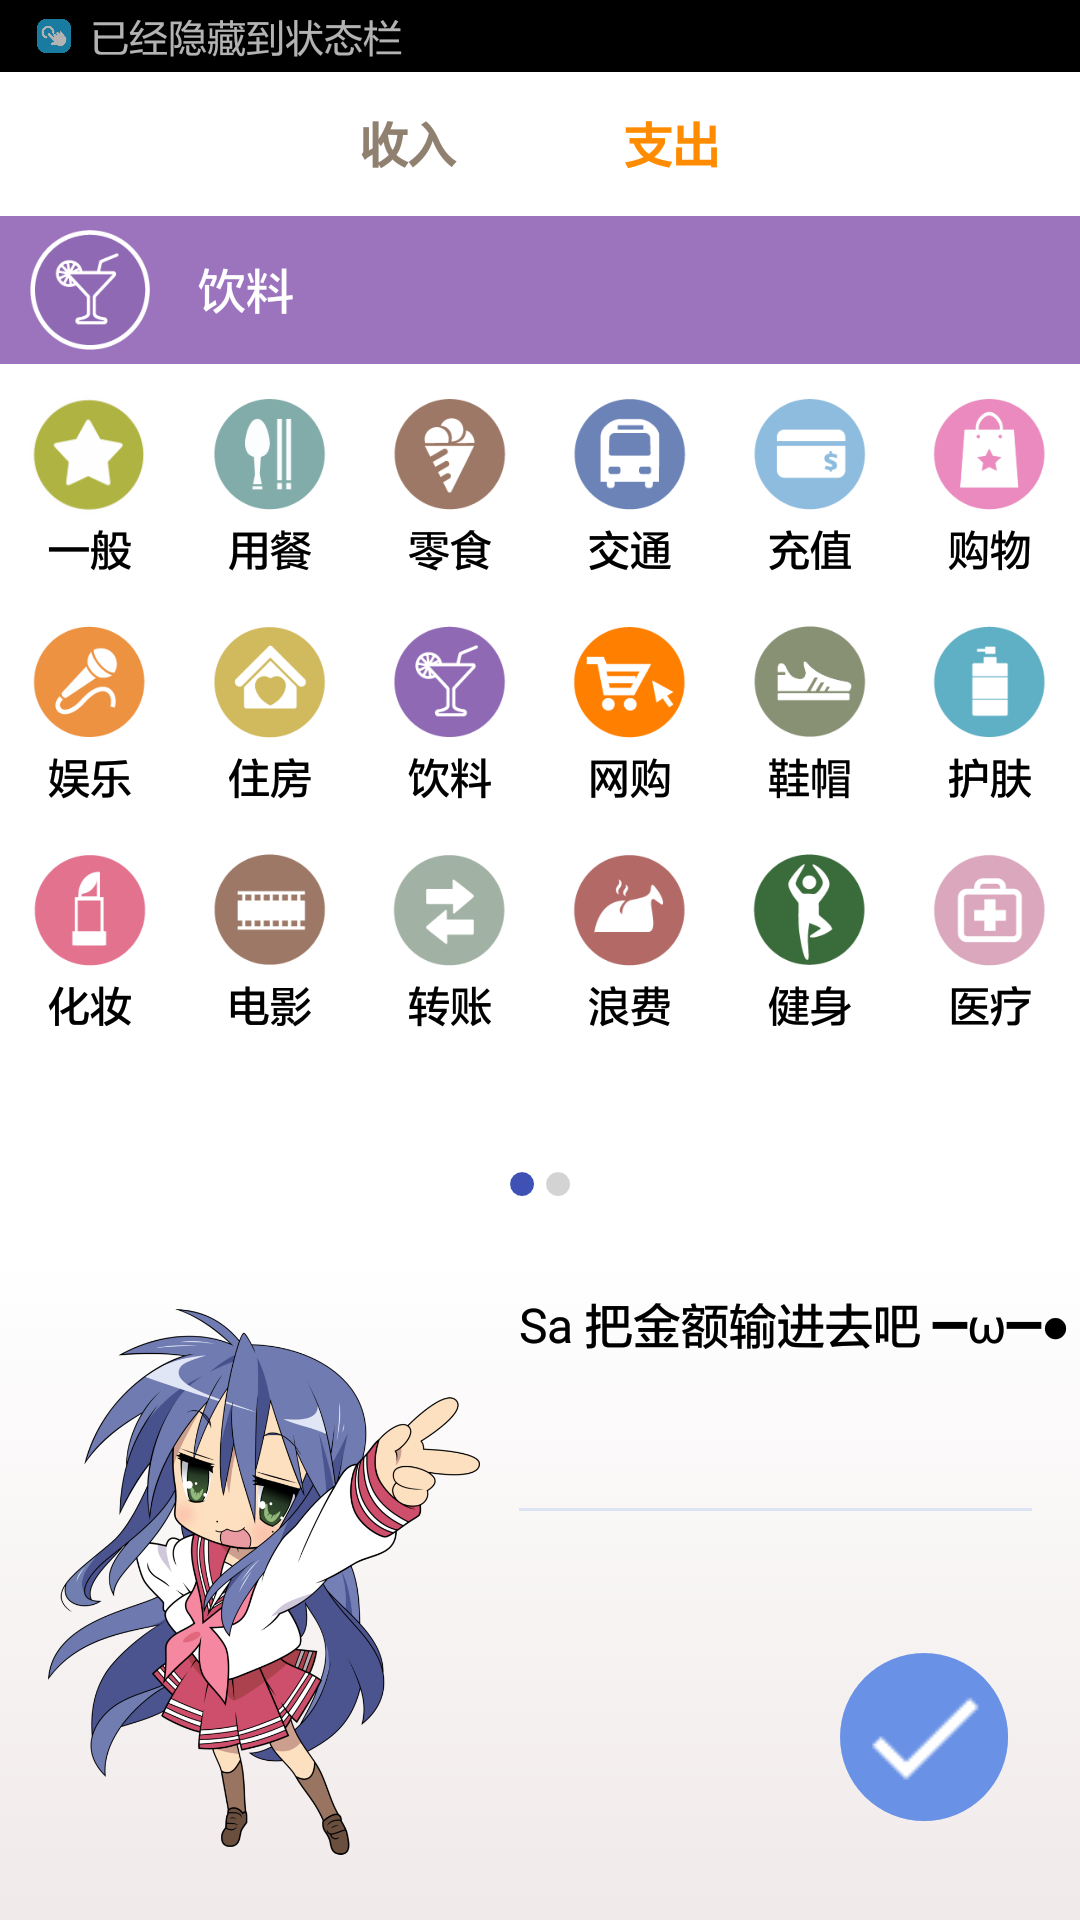 已经隐藏到状态栏
收入 支出
饮料
一般 用餐 零食 交通 充值 购物
娱乐 住房 饮料 网购 鞋帽 护肤
化妆 电影 转账 浪费 健身 医疗
Sa 把金额输进去吧 ━ω━●